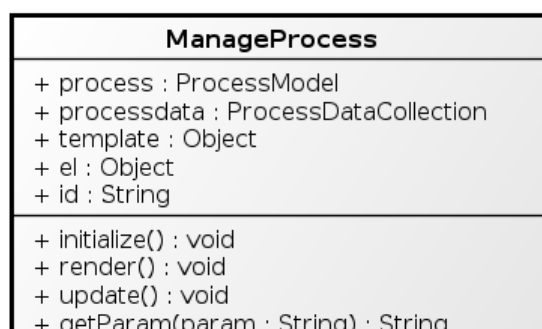 ManageProcess
+ process : ProcessModel
+ processdata : ProcessDataCollection
+ template : Object
+ el : Object
+ id : String
+ initialize() : void
+ render() : void
+ update() : void
+ getParam(param : String) : String